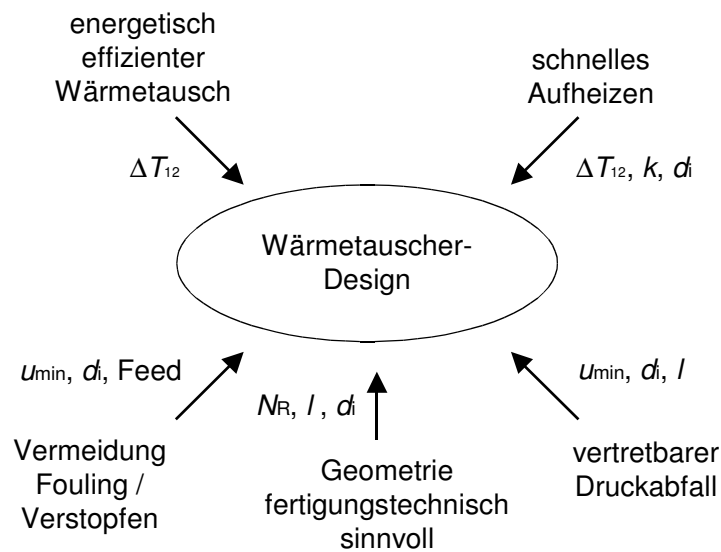 energetisch
effizienter
Wärmetausch
ΔT12
schnelles
Aufheizen
ΔT12, k, di
Wärmetauscher-
Design
umin, di, Feed
Vermeidung
Fouling /
Verstopfen
NR, l , di
Geometrie
fertigungstechnisch
sinnvoll
umin, di, l
vertretbarer
Druckabfall